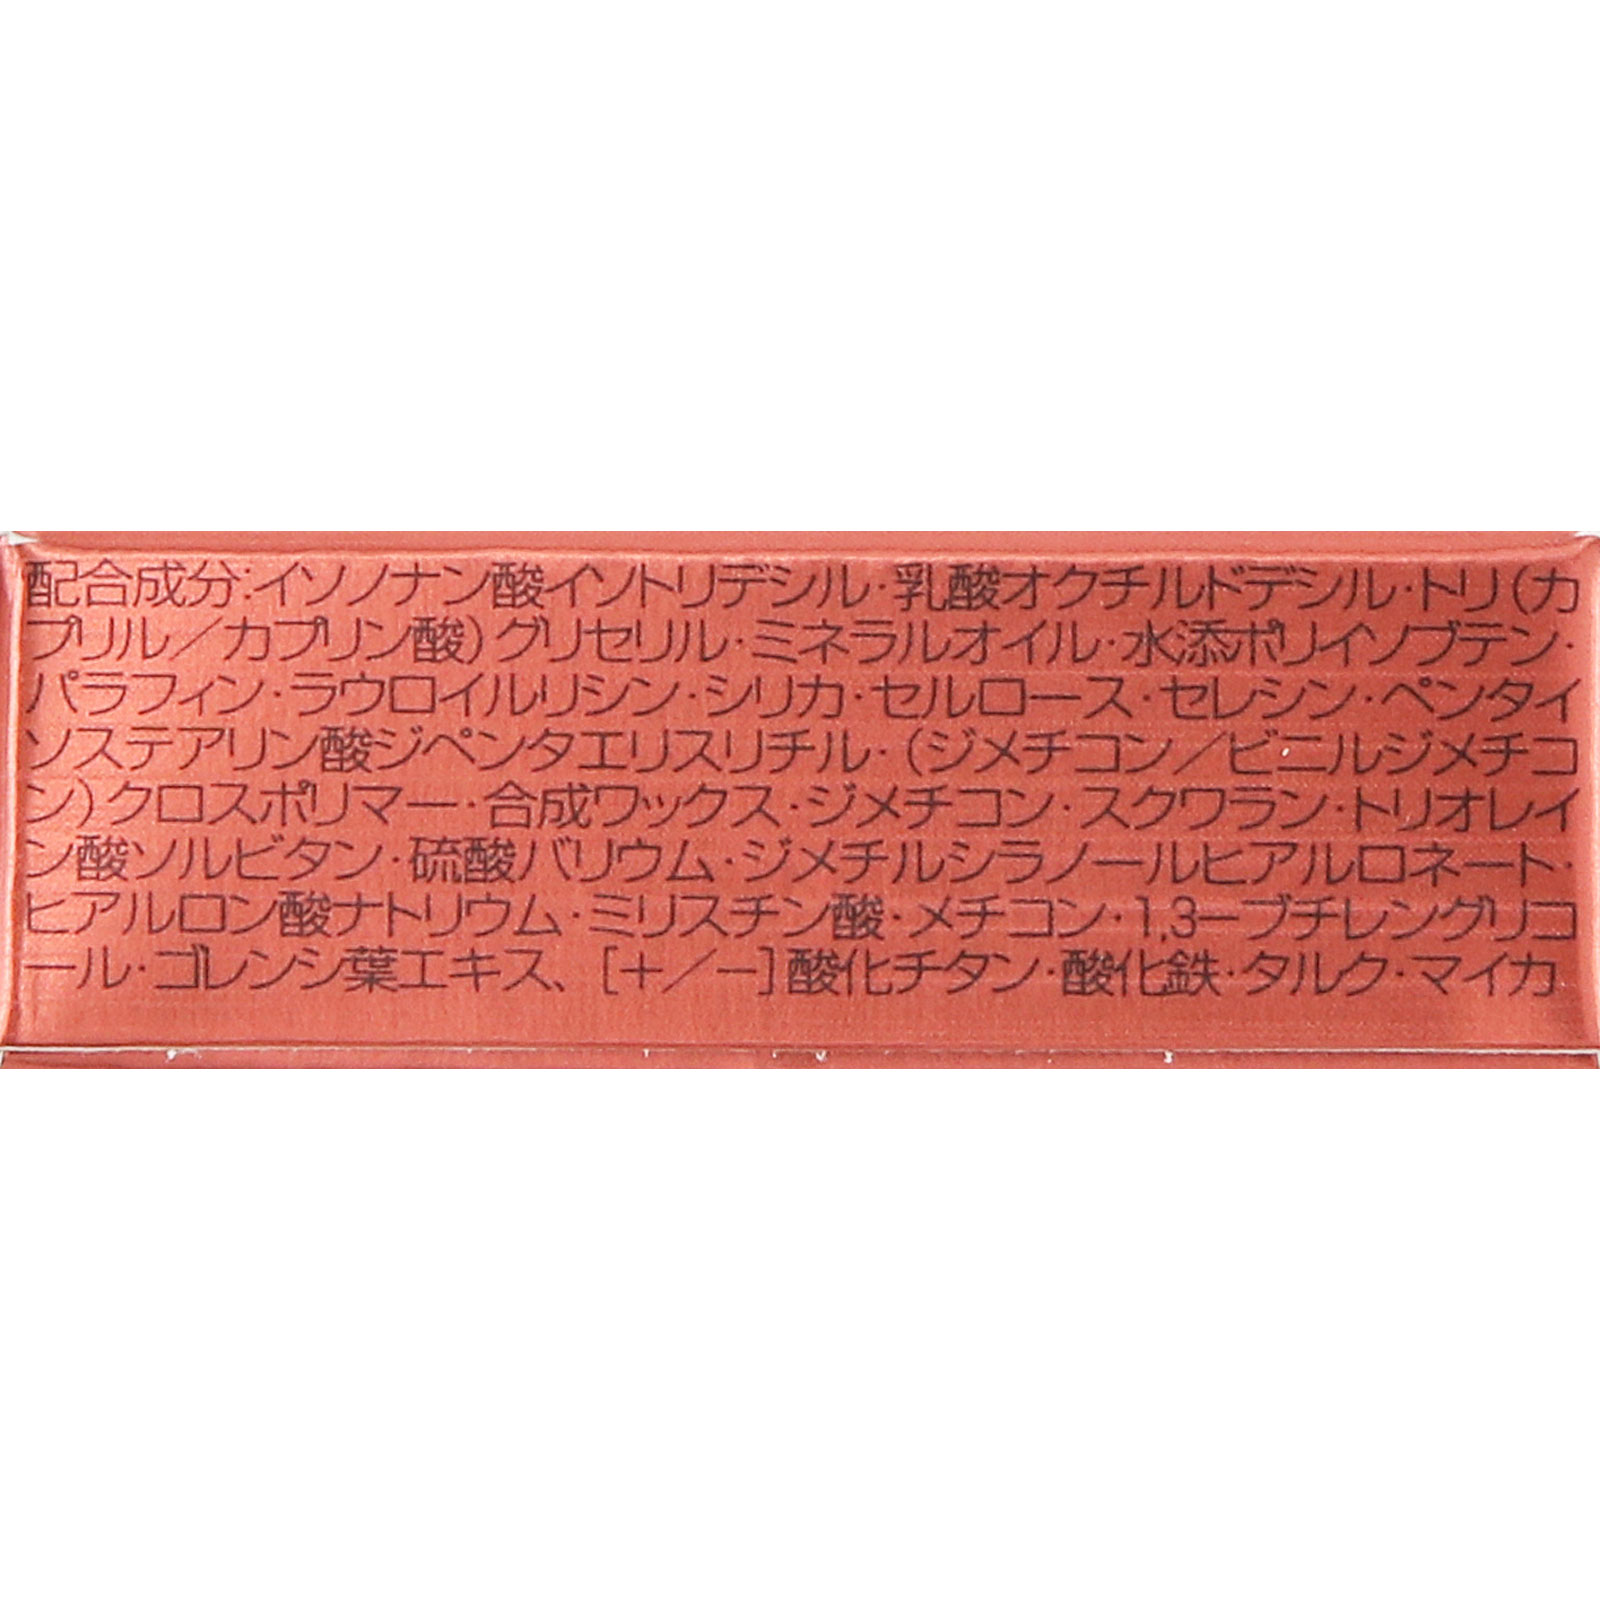 配合成分:イソノナン酸イソトリデシル・乳酸オクチルドデシル・トリ(カ
プリル／カプリン酸)グリセリル・ミネラルオイル・水添ポリイソブテン・
パラフィン・ラウロイルリシン・シリカ・セルロース・セレシン・ペンタイ
ソステアリン酸ジペンタエリスリチル・(ジメチコン／ビニルジメチコ
ン)クロスポリマー・合成ワックス・ジメチコン・スクワラン・トリオレイ
ン酸ソルビタン・硫酸バリウム・ジメチルシラノールヒアルロネート・
ヒアルロン酸ナトリウム・ミリスチン酸・メチコン・1,3ーブチレングリコ
ール・ゴレンシ葉エキス、[＋／－]酸化チタン・酸化鉄・タルク・マイカ